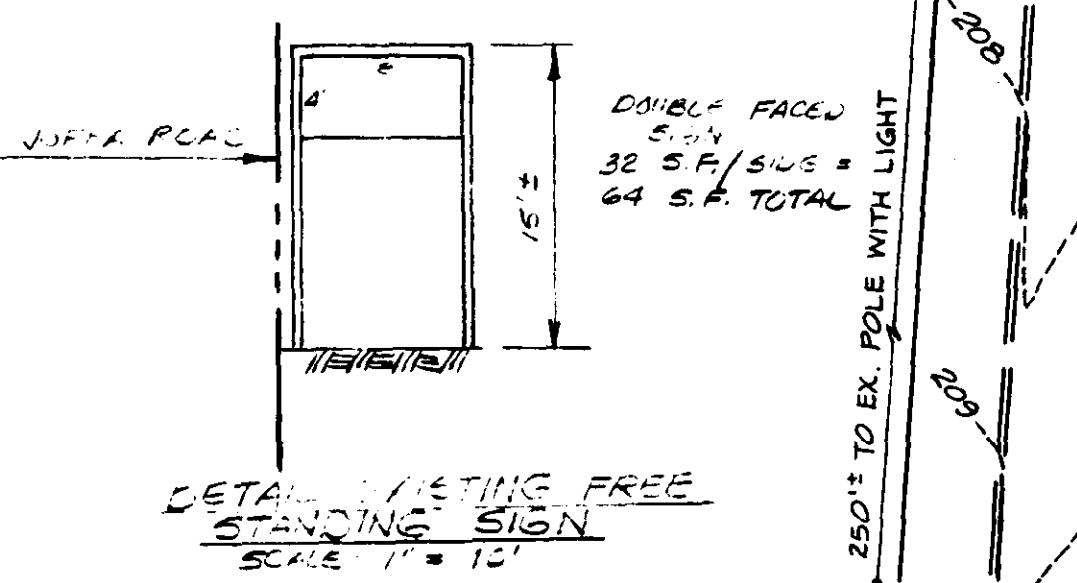 ROAD
4'
15'±
DOUBLE FACED
SIGN
32 S.F./SIDE =
64 S.F. TOTAL
DETAIL EXISTING FREE
STANDING SIGN
SCALE 1" = 10'
250'± TO EX. POLE WITH LIGHT
208
209